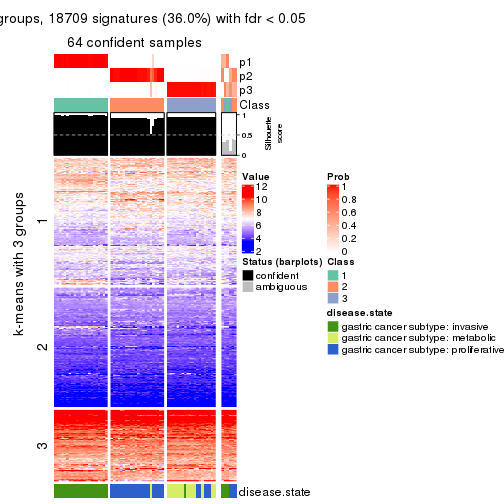 groups, 18709 signatures (36.0%) with fdr < 0.05
64 confident samples
p1
p2
p3
Class
1
0.5
0
Silhouette
score
k-means with 3 groups
1
2
3
disease.state
Value
12
10
8
6
4
2
Prob
1
0.8
0.6
0.4
0.2
0
Status (barplots)
confident
ambiguous
Class
1
2
3
disease.state
gastric cancer subtype: invasive
gastric cancer subtype: metabolic
gastric cancer subtype: proliferative